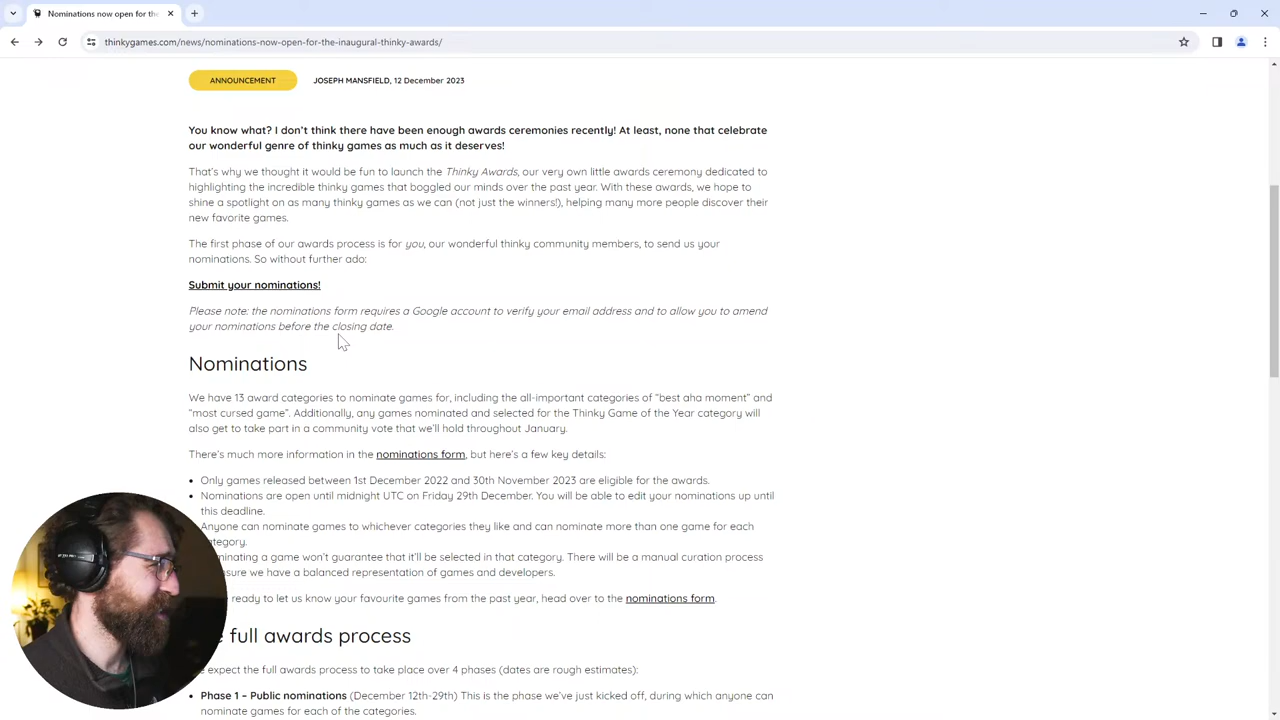 Nominations now open for the
thinkygames.com/news/nominations-now-open-for-the-inaugural-thinky-awards/
ANNOUNCEMENT JOSEPH MANSFIELD, 12 December 2023
You know what? I don't think there have been enough awards ceremonies recently! At least, none that celebrate
our wonderful genre of thinky games as much as it deserves!
That's why we thought it would be fun to launch the Thinky Awards, our very own little awards ceremony dedicated to
highlighting the incredible thinky games that boggled our minds over the past year. With these awards, we hope to
shine a spotlight on as many thinky games as we can (not just the winners!), helping many more people discover their
new favorite games.
The first phase of our awards process is for you, our wonderful thinky community members, to send us your
nominations. So without further ado:
Submit your nominations!
Please note: the nominations form requires a Google account to verify your email address and to allow you to amend
your nominations before the closing date.
Nominations
We have 13 award categories to nominate games for, including the all-important categories of "best aha moment" and
"most cursed game". Additionally, any games nominated and selected for the Thinky Game of the Year category will
also get to take part in a community vote that we'll hold throughout January.
There's much more information in the nominations form, but here's a few key details:
• Only games released between 1st December 2022 and 30th November 2023 are eligible for the awards.
• Nominations are open until midnight UTC on Friday 29th December. You will be able to edit your nominations up until
this deadline.
Anyone can nominate games to whichever categories they like and can nominate more than one game for each
category.
a game won't guarantee that it'll be selected in that category. There will be a manual curation process
we have a balanced representation of games and developers.
ready to let us know your favourite games from the past year, head over to the nominations form.
full awards process
expect the full awards process to take place over 4 phases (dates are rough estimates):
• Phase 1 – Public nominations (December 12th-29th) This is the phase we've just kicked off, during which anyone can
nominate games for each of the categories.